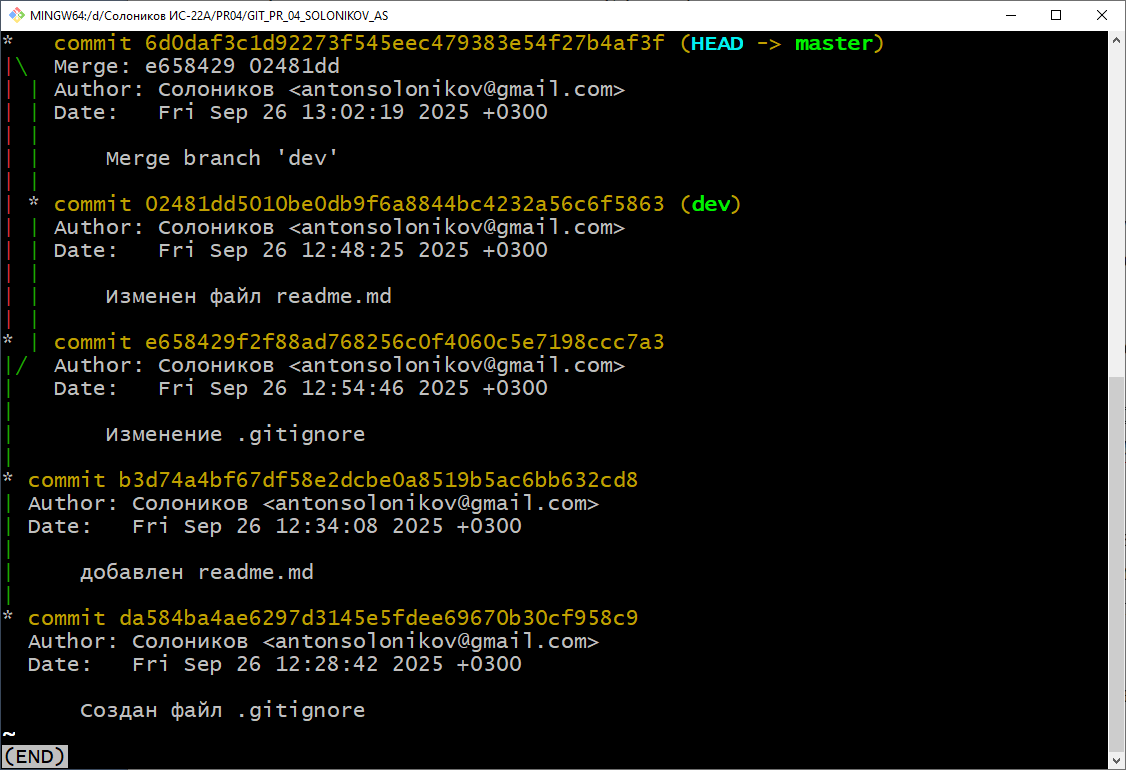 MINGW64:/d/Солоников ИС-22А/PR04/GIT_PR_04_SOLONIKOV_AS
*   commit 6d0daf3c1d92273f545eec479383e54f27b4af3f (HEAD -> master)
|\  Merge: e658429 02481dd
| | Author: Солоников <antonsolonikov@gmail.com>
| | Date:   Fri Sep 26 13:02:19 2025 +0300
| |
| |     Merge branch 'dev'
| |
| * commit 02481dd5010be0db9f6a8844bc4232a56c6f5863 (dev)
| | Author: Солоников <antonsolonikov@gmail.com>
| | Date:   Fri Sep 26 12:48:25 2025 +0300
| |
| |     Изменен файл readme.md
| |
* | commit e658429f2f88ad768256c0f4060c5e7198ccc7a3
|/  Author: Солоников <antonsolonikov@gmail.com>
|   Date:   Fri Sep 26 12:54:46 2025 +0300
|
|       Изменение .gitignore
|
* commit b3d74a4bf67df58e2dcbe0a8519b5ac6bb632cd8
| Author: Солоников <antonsolonikov@gmail.com>
| Date:   Fri Sep 26 12:34:08 2025 +0300
|
|     добавлен readme.md
|
* commit da584ba4ae6297d3145e5fdee69670b30cf958c9
  Author: Солоников <antonsolonikov@gmail.com>
  Date:   Fri Sep 26 12:28:42 2025 +0300

      Создан файл .gitignore
~
(END)